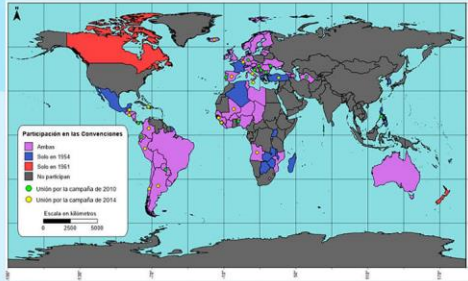 N
Participación en las Convenciones
Ambas
Solo en 1954
Solo en 1961
No participan
Unión por la campaña de 2010
Unión por la campaña de 2014
Escala en kilómetros
0 2500 5000